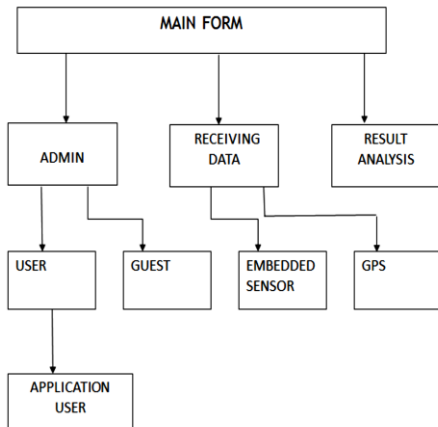 MAIN FORM
ADMIN
RECEIVING
DATA
RESULT
ANALYSIS
USER
GUEST
EMBEDDED
SENSOR
GPS
APPLICATION
USER